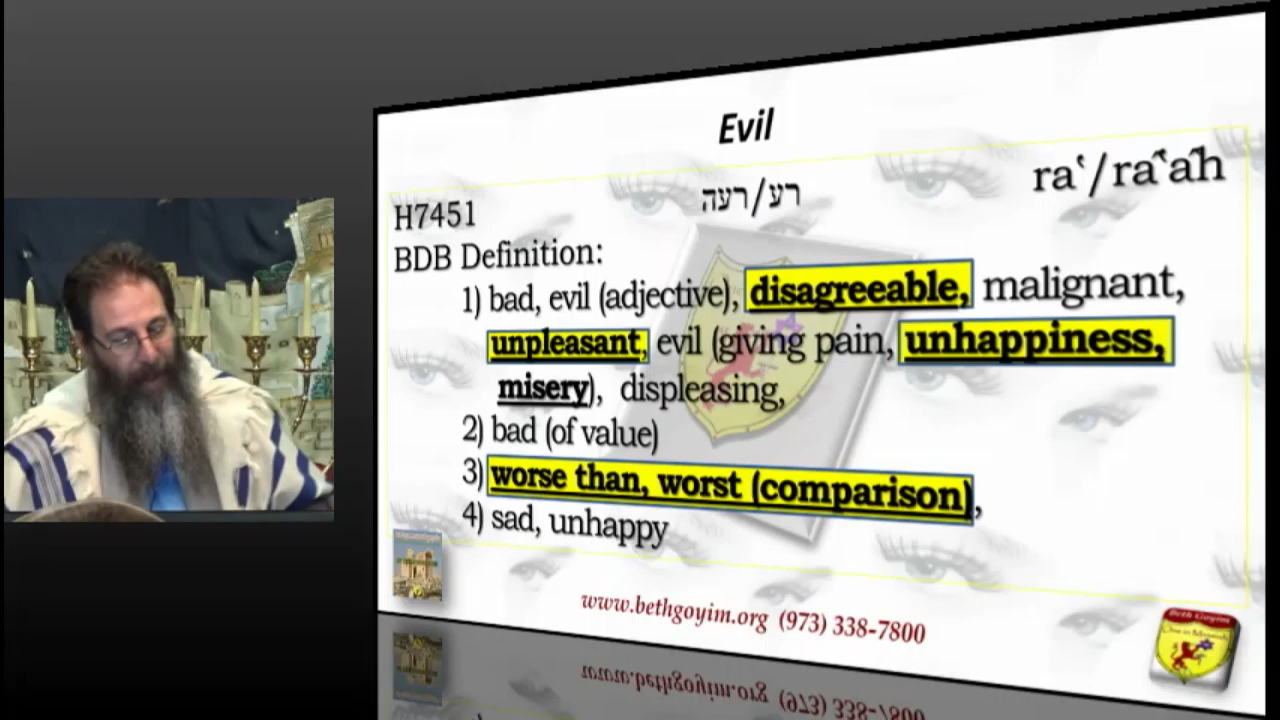 Evil
H7451 רע/רעה ra‛/ra‛ah
BDB Definition:
1) bad, evil (adjective), disagreeable, malignant,
unpleasant, evil (giving pain, unhappiness,
misery), displeasing,
2) bad (of value)
3) worse than, worst (comparison),
4) sad, unhappy
www.bethgoyim.org (973) 338-7800
Beth Goyim